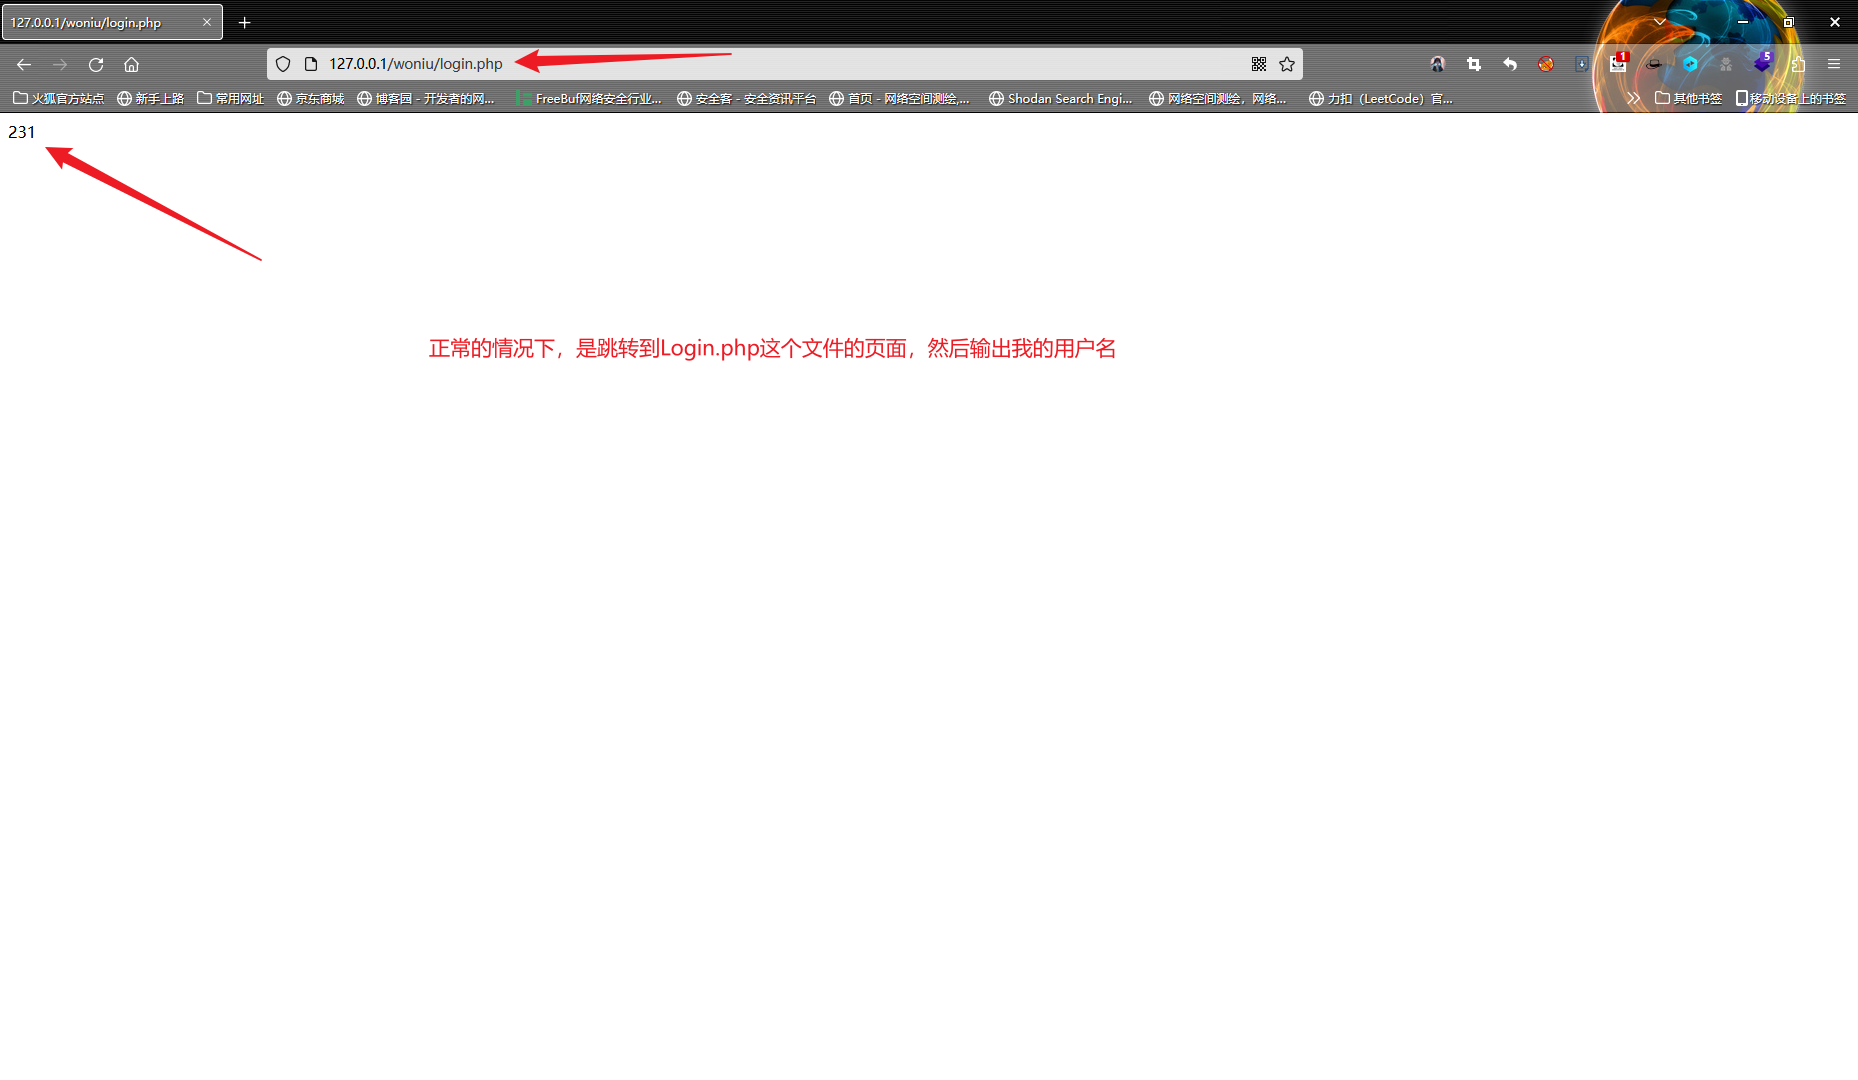 127.0.0.1/woniu/login.php
127.0.0.1/woniu/login.php
1
5
火狐官方站点 新手上路 常用网址 京东商城 博客园 - 开发者的网... FreeBuf网络安全行业... 安全客 - 安全资讯平台 首页 - 网络空间测绘,... Shodan Search Engi... 网络空间测绘，网络... 力扣（LeetCode）官... 其他书签 移动设备上的书签
231
正常的情况下，是跳转到Login.php这个文件的页面，然后输出我的用户名